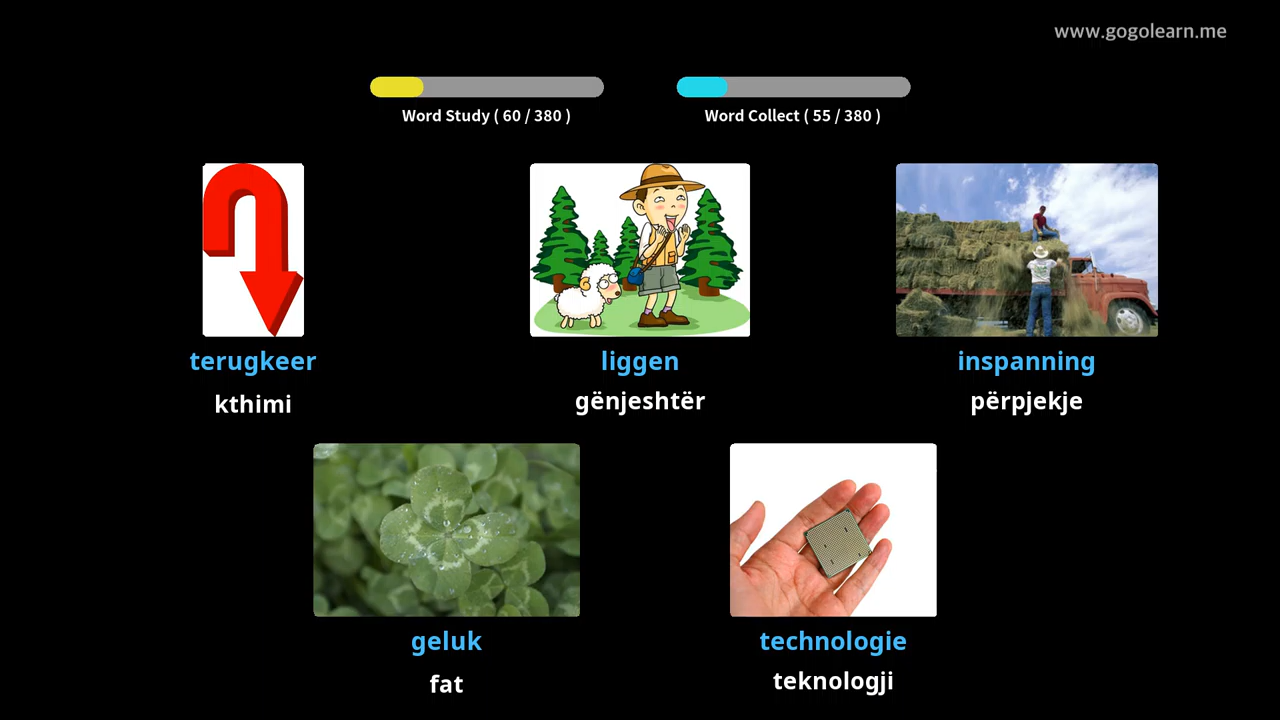 www.gogolearn.me
Word Study ( 60 / 380 )
Word Collect ( 55 / 380 )
terugkeer
kthimi
liggen
gënjeshtër
inspanning
përpjekje
geluk
fat
technologie
teknologji